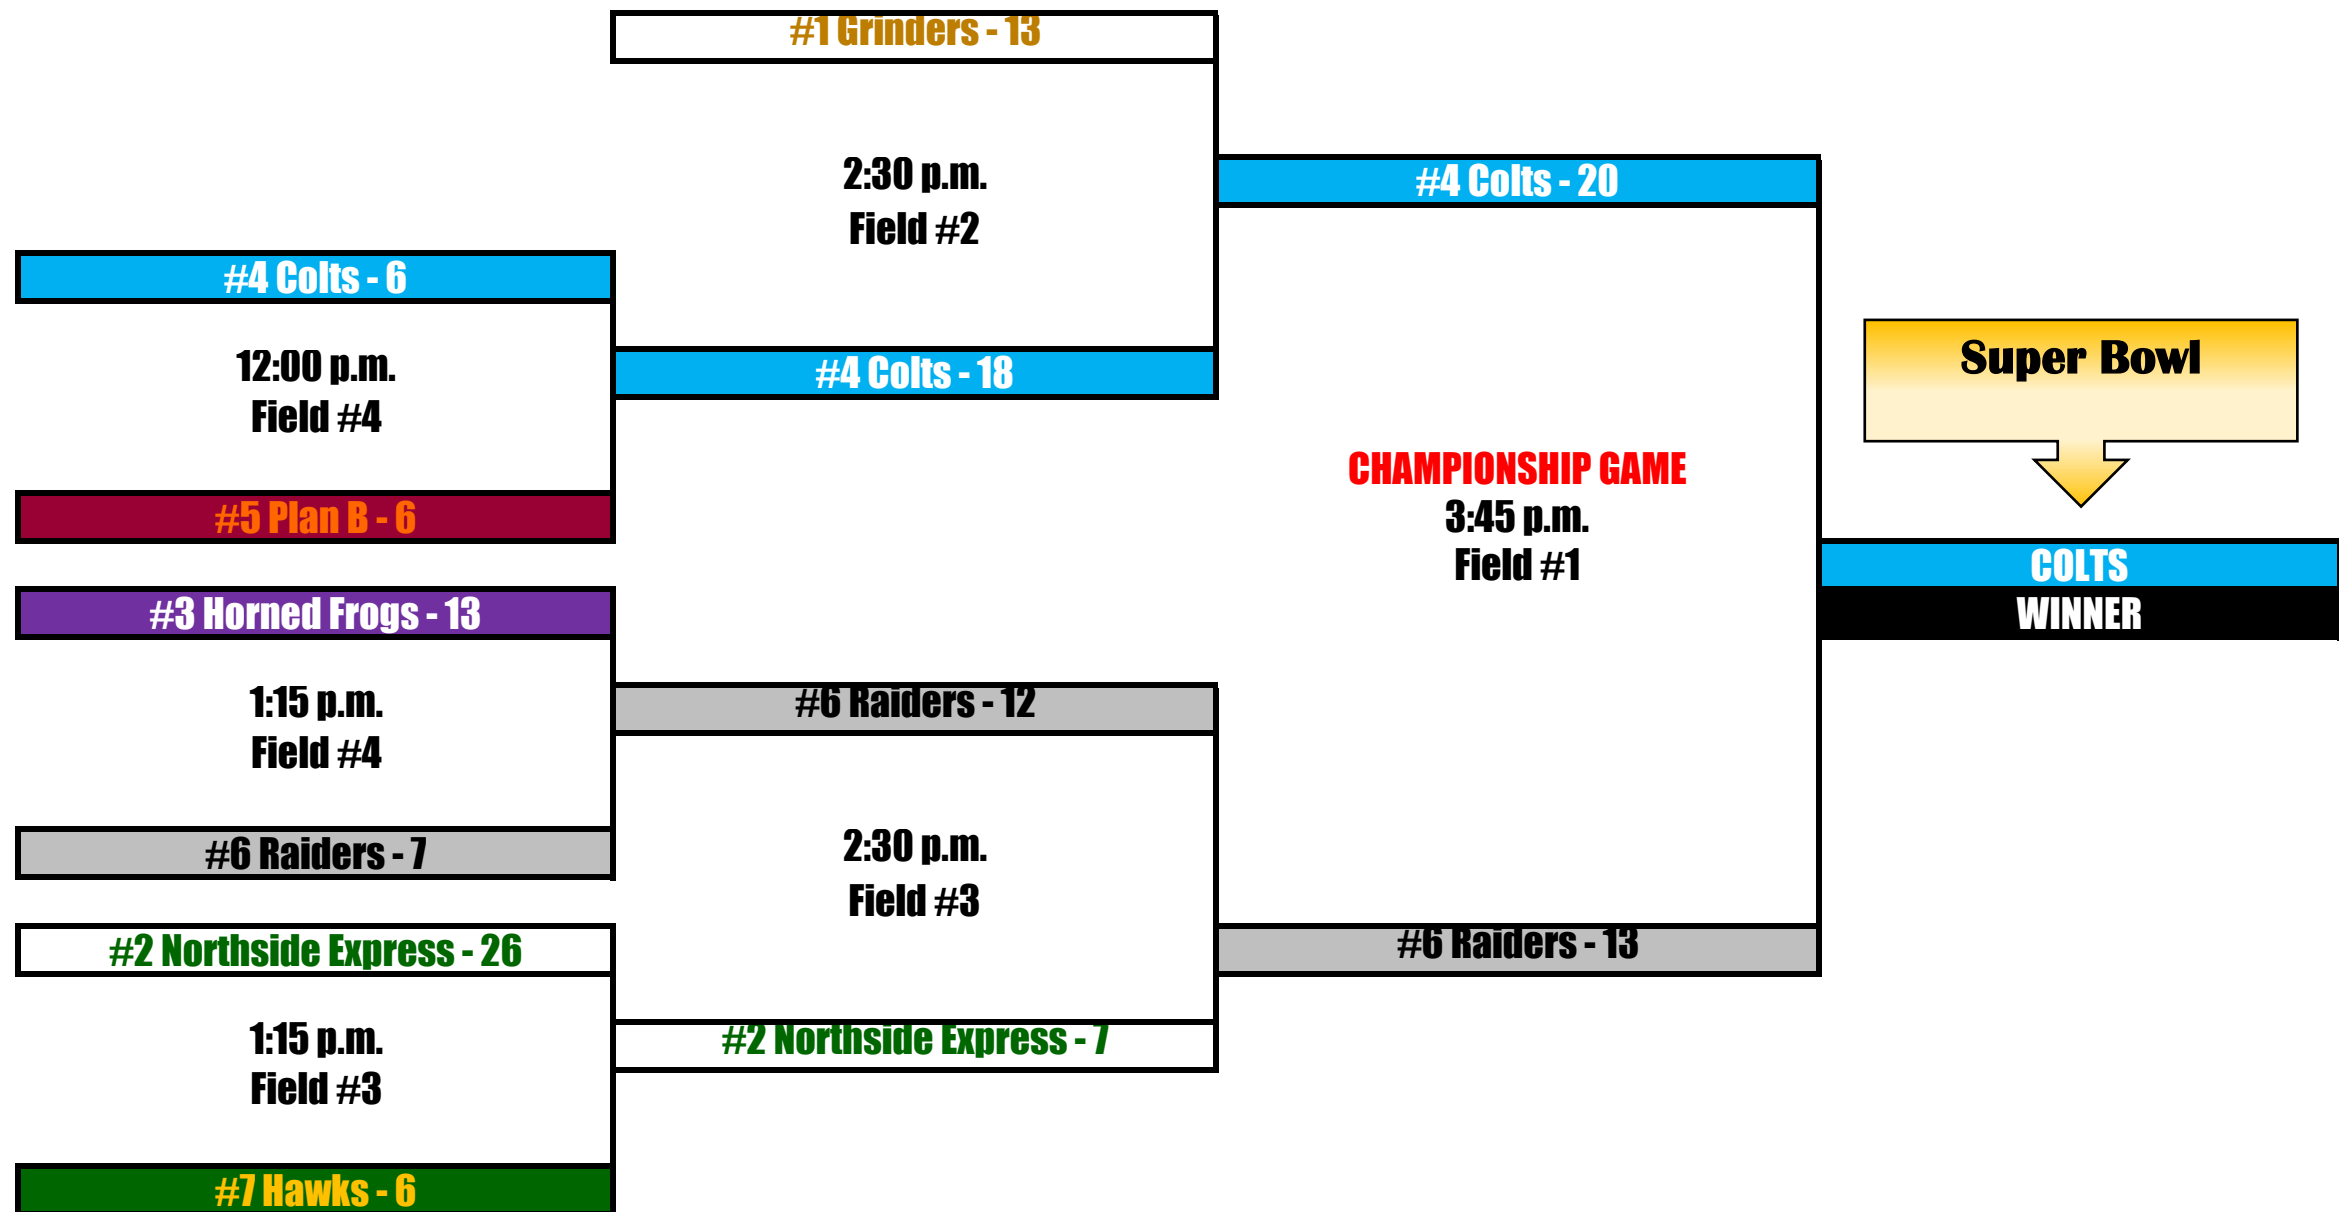 #1 Grinders - 13
2:30 p.m.
Field #2
#4 Colts - 20
#4 Colts - 6
12:00 p.m.
Field #4
#4 Colts - 18
Super Bowl
#5 Plan B - 6
CHAMPIONSHIP GAME
3:45 p.m.
Field #1
COLTS
WINNER
#3 Horned Frogs - 13
1:15 p.m.
Field #4
#6 Raiders - 12
#6 Raiders - 7
2:30 p.m.
Field #3
#2 Northside Express - 26
#6 Raiders - 13
1:15 p.m.
Field #3
#2 Northside Express - 7
#7 Hawks - 6